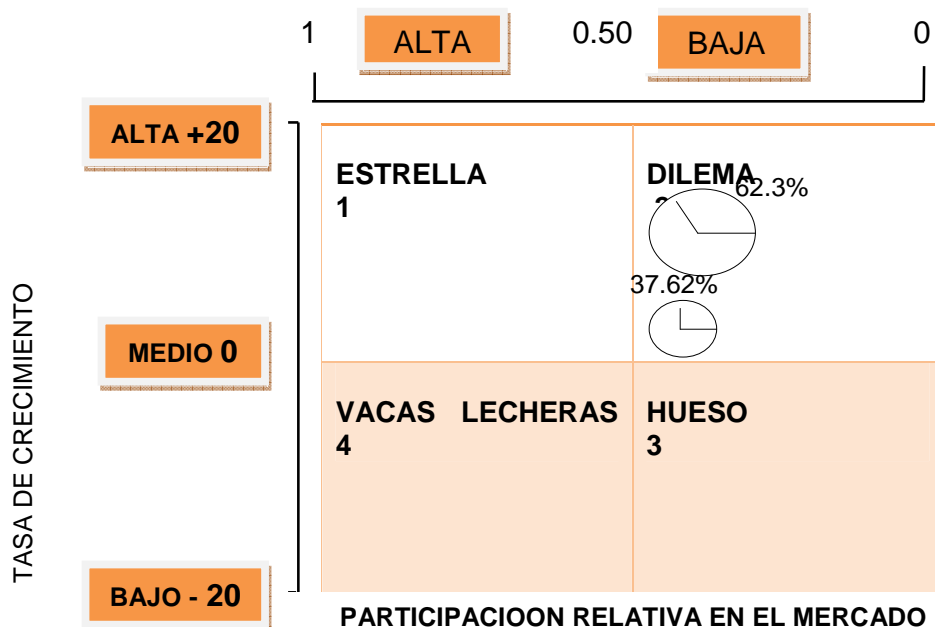 1 ALTA 0.50 BAJA 0
ALTA +20
ESTRELLA
1
DILEMA
62.3%
37.62%
TASA DE CRECIMIENTO
MEDIO 0
VACAS LECHERAS
4
HUESO
3
BAJO - 20
PARTICIPACIOON RELATIVA EN EL MERCADO